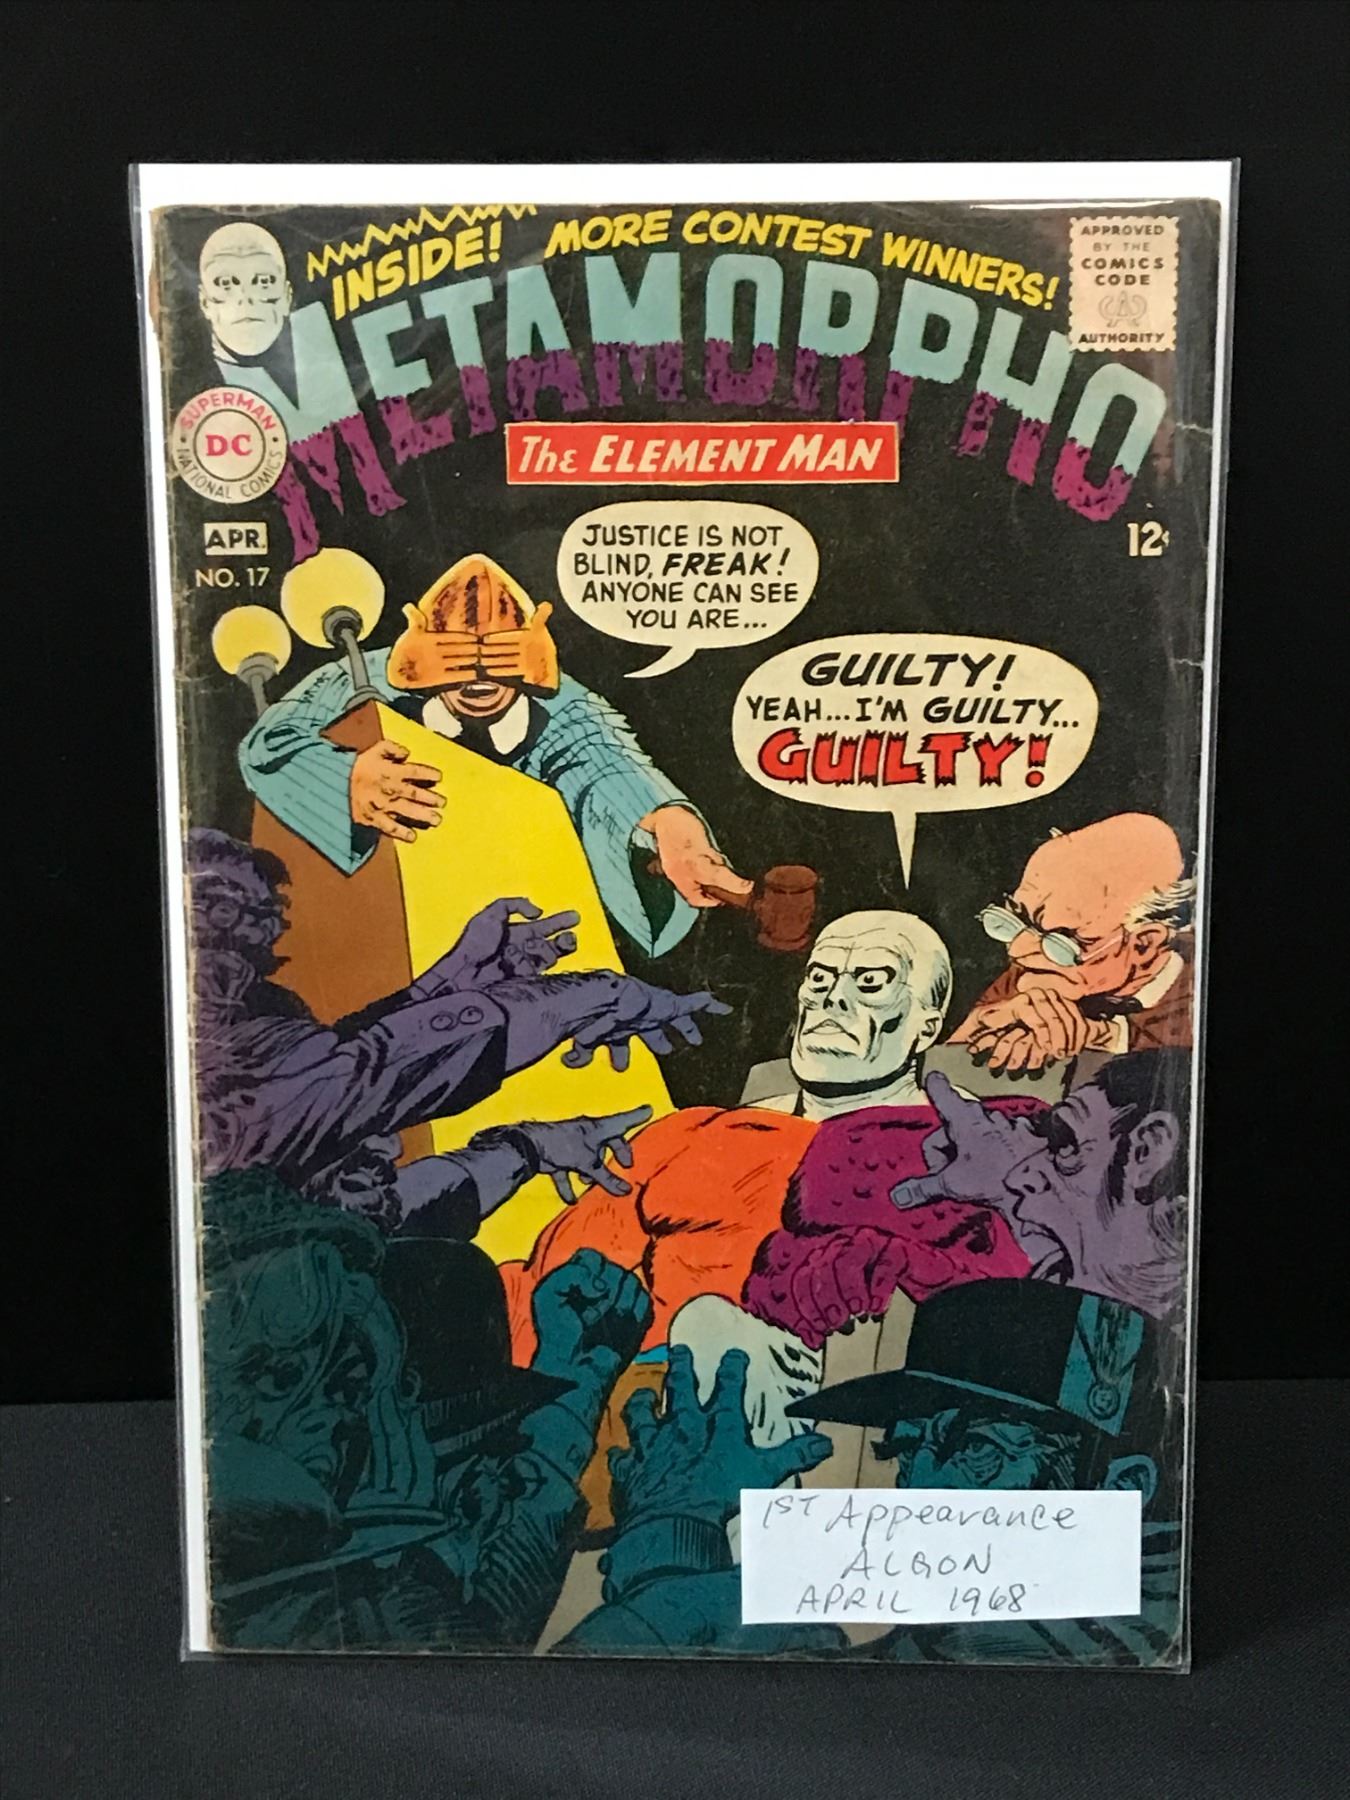 INSIDE! MORE CONTEST WINNERS!
METAMORPHO
The ELEMENT MAN
APPROVED
BY THE
COMICS
CODE
AUTHORITY
SUPERMAN
DC
NATIONAL COMICS
APR.
NO. 17
12¢
JUSTICE IS NOT
BLIND, FREAK!
ANYONE CAN SEE
YOU ARE...
GUILTY!
YEAH...I'M GUILTY...
GUILTY!
1ST Appearance
ALGON
APRIL 1968